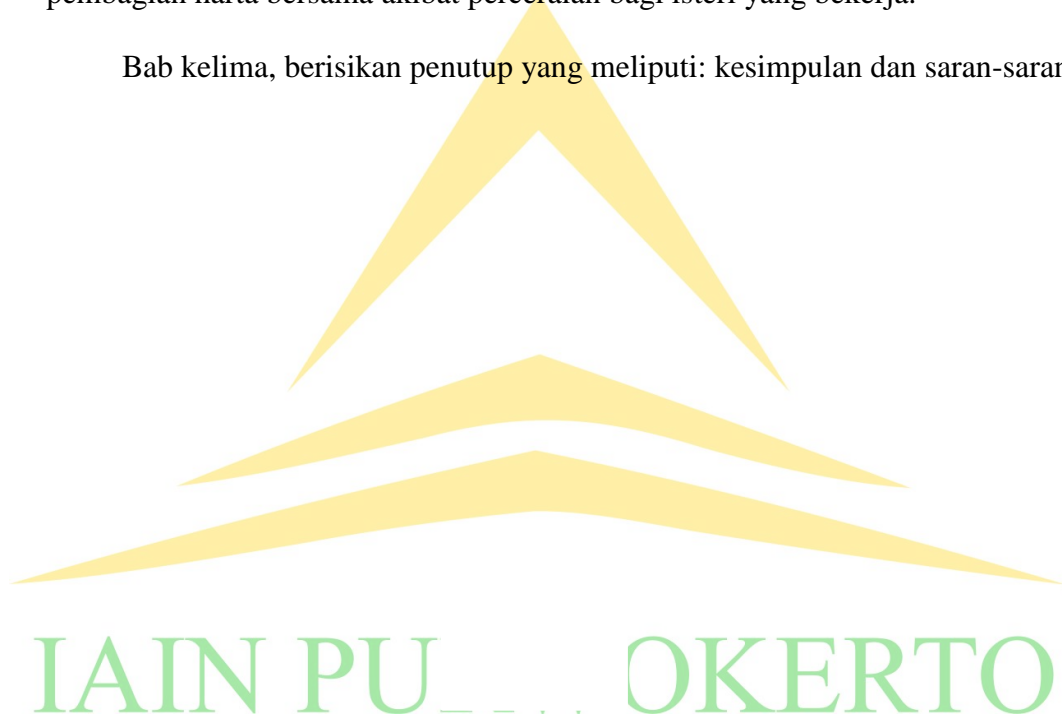 pembagian harta bersama akibat perceraian bagi isteri yang bekerja.
Bab kelima, berisikan penutup yang meliputi: kesimpulan dan saran-saran
IAIN PU OKERTO